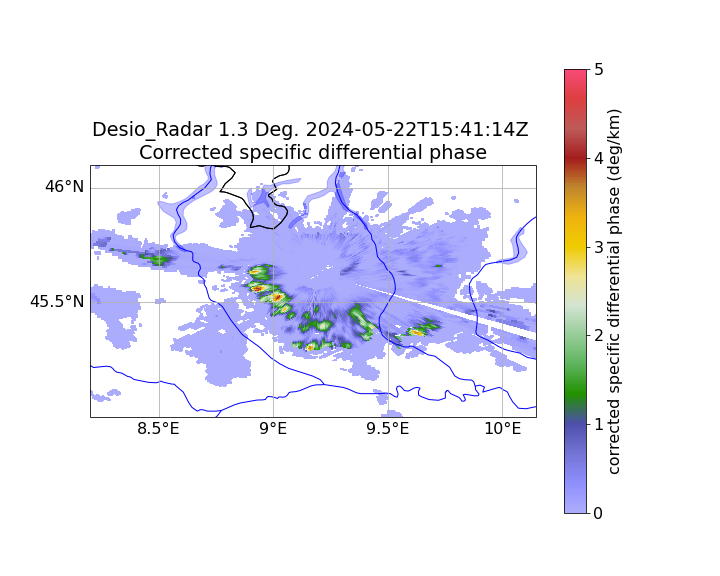 Desio_Radar 1.3 Deg. 2024-05-22T15:41:14Z
Corrected specific differential phase
46°N
45.5°N
8.5°E
9°E
9.5°E
10°E
5
4
3
2
1
0
corrected specific differential phase (deg/km)